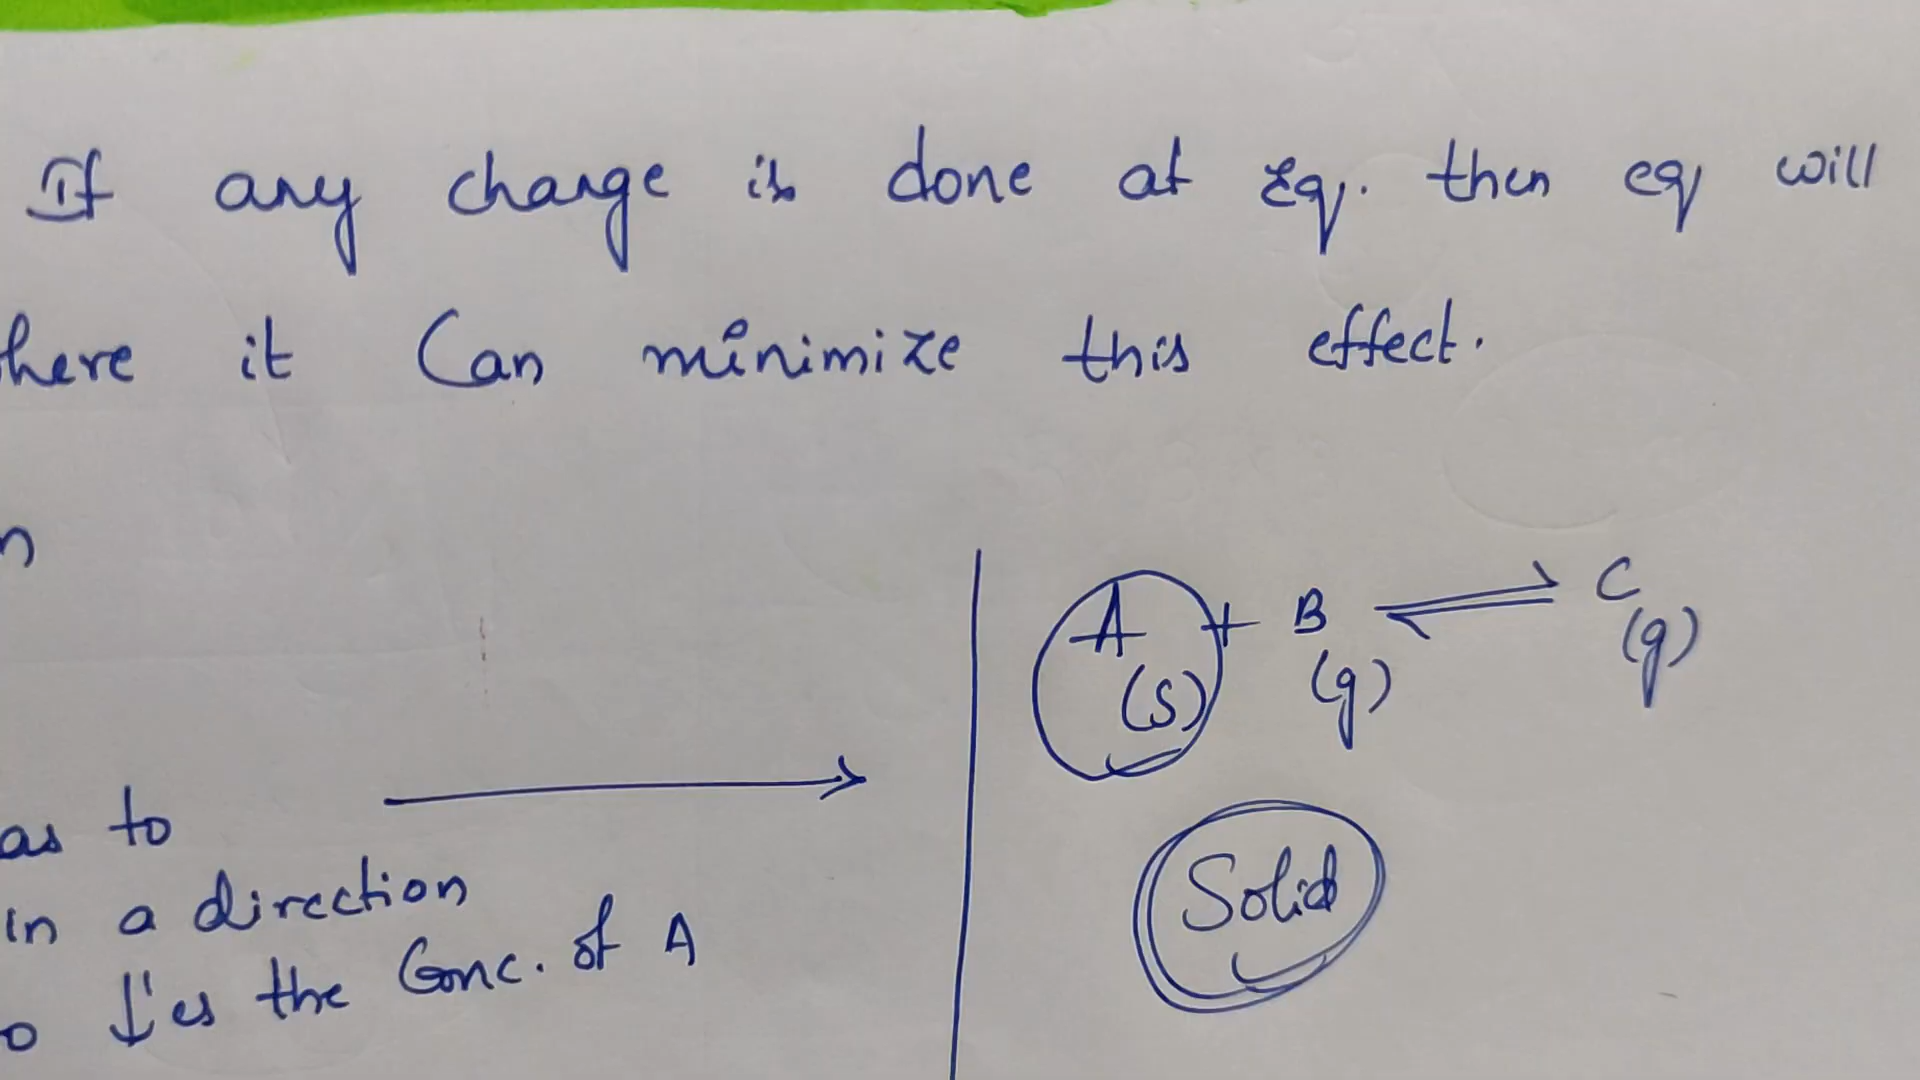 If any change is done at Eq. then eq will
here it Can minimize this effect.
n
A + B ⇌ C
(s) (g) (g)
as to →
in a direction
o ↓'es the Conc. of A
Solid